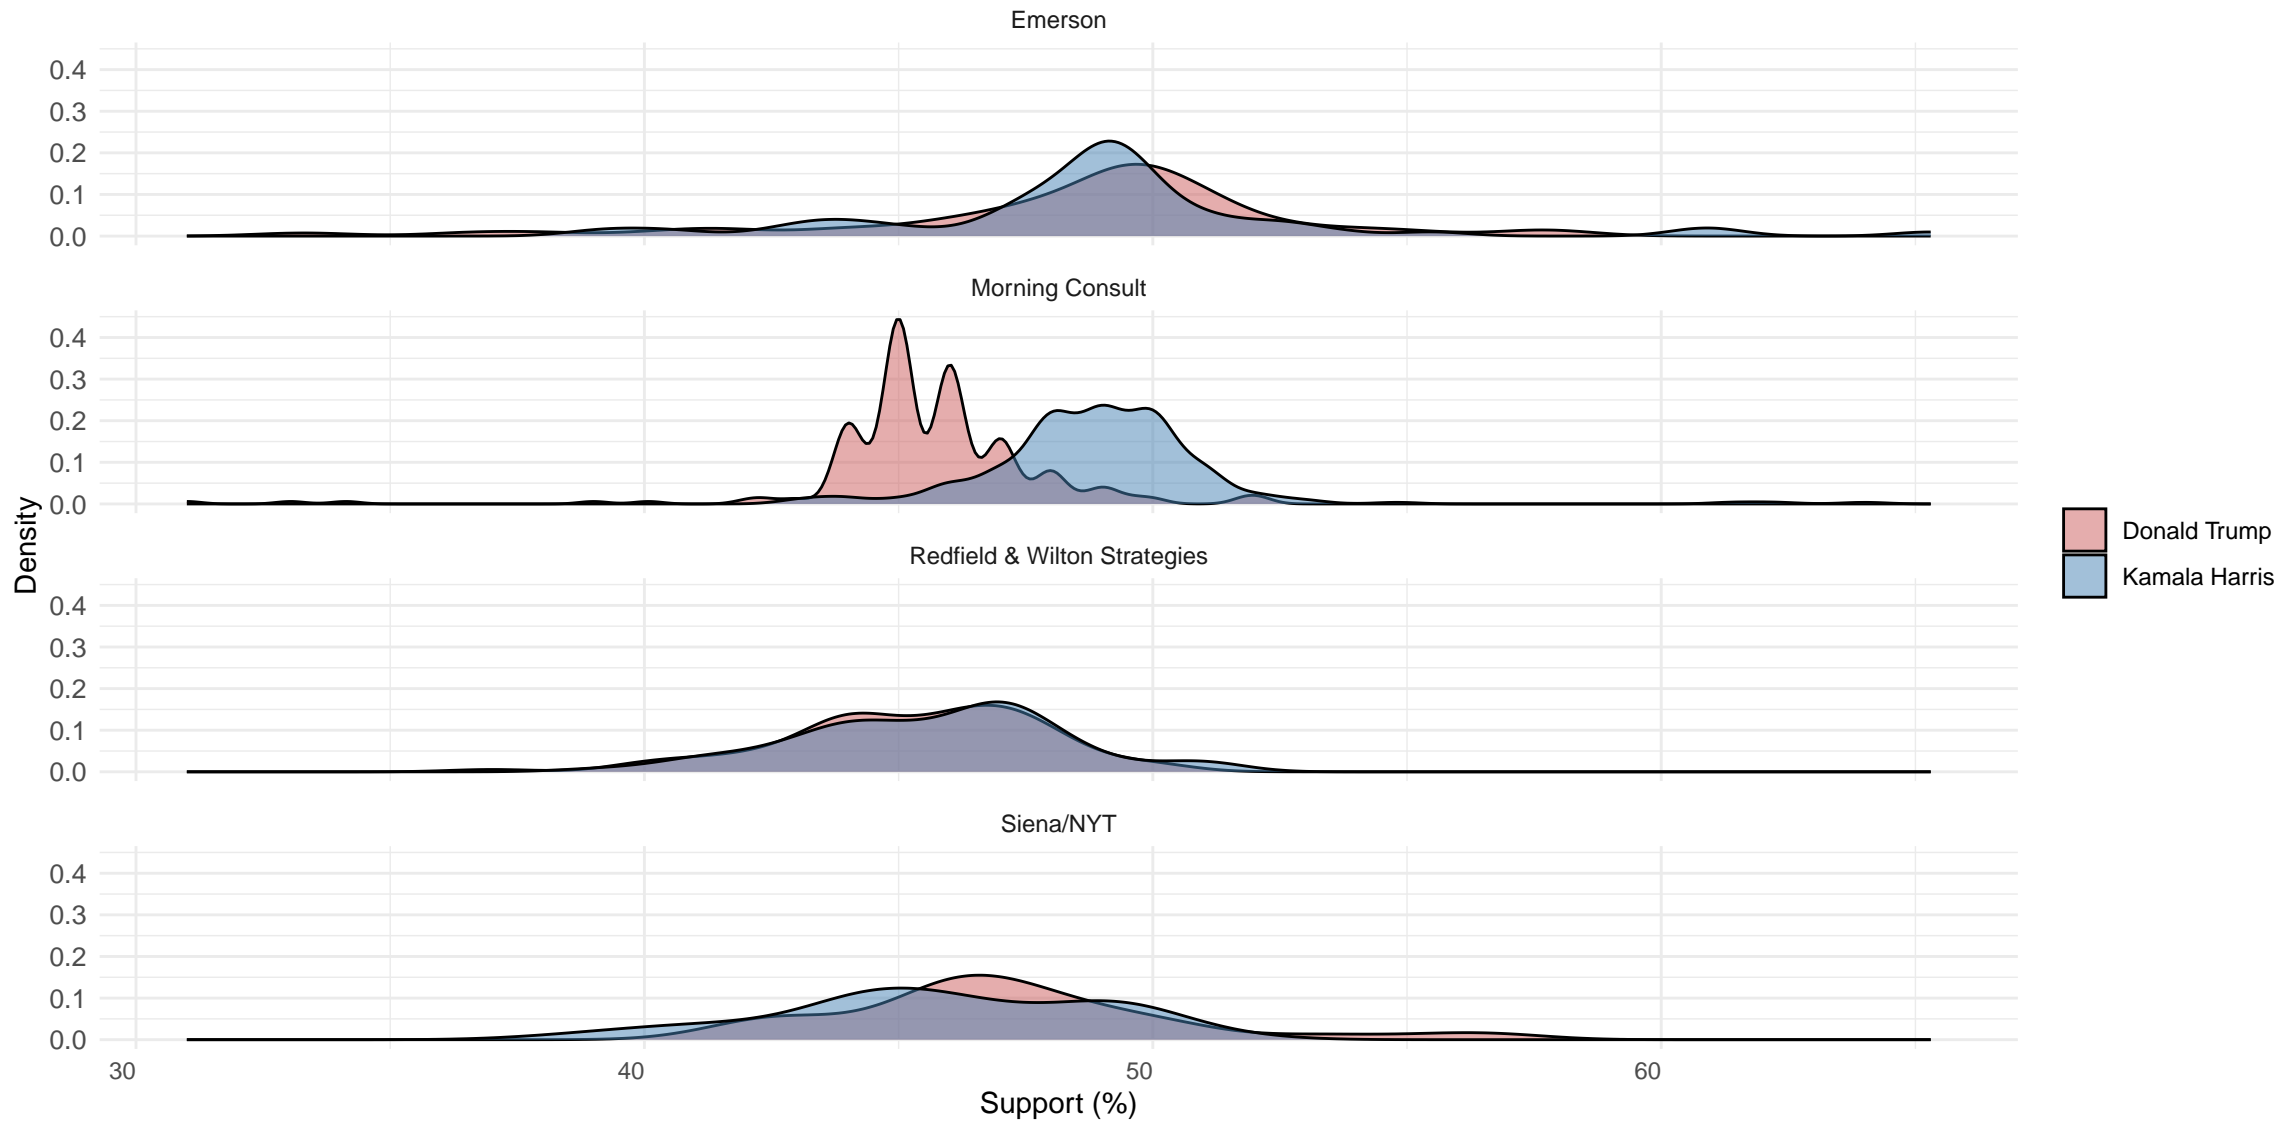 Emerson
0.4
0.3
0.2
0.1
0.0
Morning Consult
0.4
0.3
0.2
0.1
0.0
Redfield & Wilton Strategies
0.4
0.3
0.2
0.1
0.0
Siena/NYT
0.4
0.3
0.2
0.1
0.0
30 40 50 60
Support (%)
Density
Donald Trump
Kamala Harris